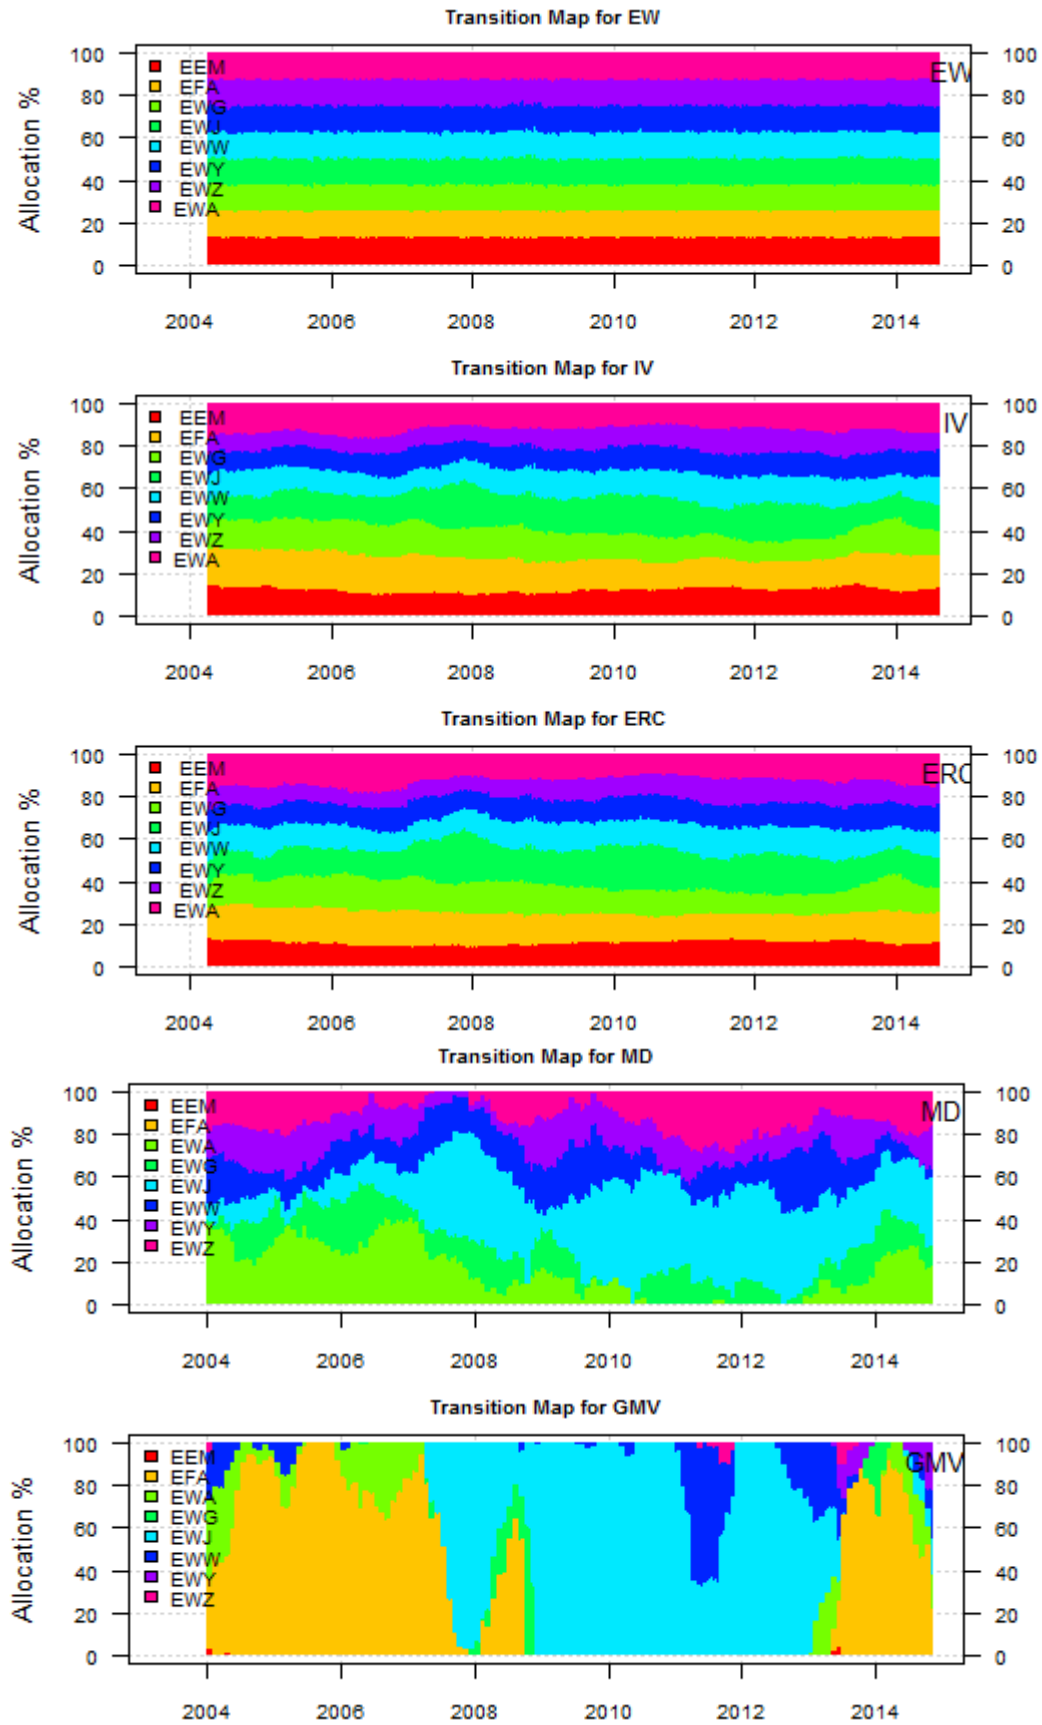 Transition Map for EW
Allocation %
100 100
80 80
60 60
40 40
20 20
0 0
EEM
EFA
EWG
EWJ
EWW
EWY
EWZ
EWA
EW
2004 2006 2008 2010 2012 2014
Transition Map for IV
Allocation %
100 100
80 80
60 60
40 40
20 20
0 0
EEM
EFA
EWG
EWJ
EWW
EWY
EWZ
EWA
IV
2004 2006 2008 2010 2012 2014
Transition Map for ERC
Allocation %
100 100
80 80
60 60
40 40
20 20
0 0
EEM
EFA
EWG
EWJ
EWW
EWY
EWZ
EWA
ERC
2004 2006 2008 2010 2012 2014
Transition Map for MD
Allocation %
100 100
80 80
60 60
40 40
20 20
0 0
EEM
EFA
EWA
EWG
EWJ
EWW
EWY
EWZ
MD
2004 2006 2008 2010 2012 2014
Transition Map for GMV
Allocation %
100 100
80 80
60 60
40 40
20 20
0 0
EEM
EFA
EWA
EWG
EWJ
EWW
EWY
EWZ
GMV
2004 2006 2008 2010 2012 2014